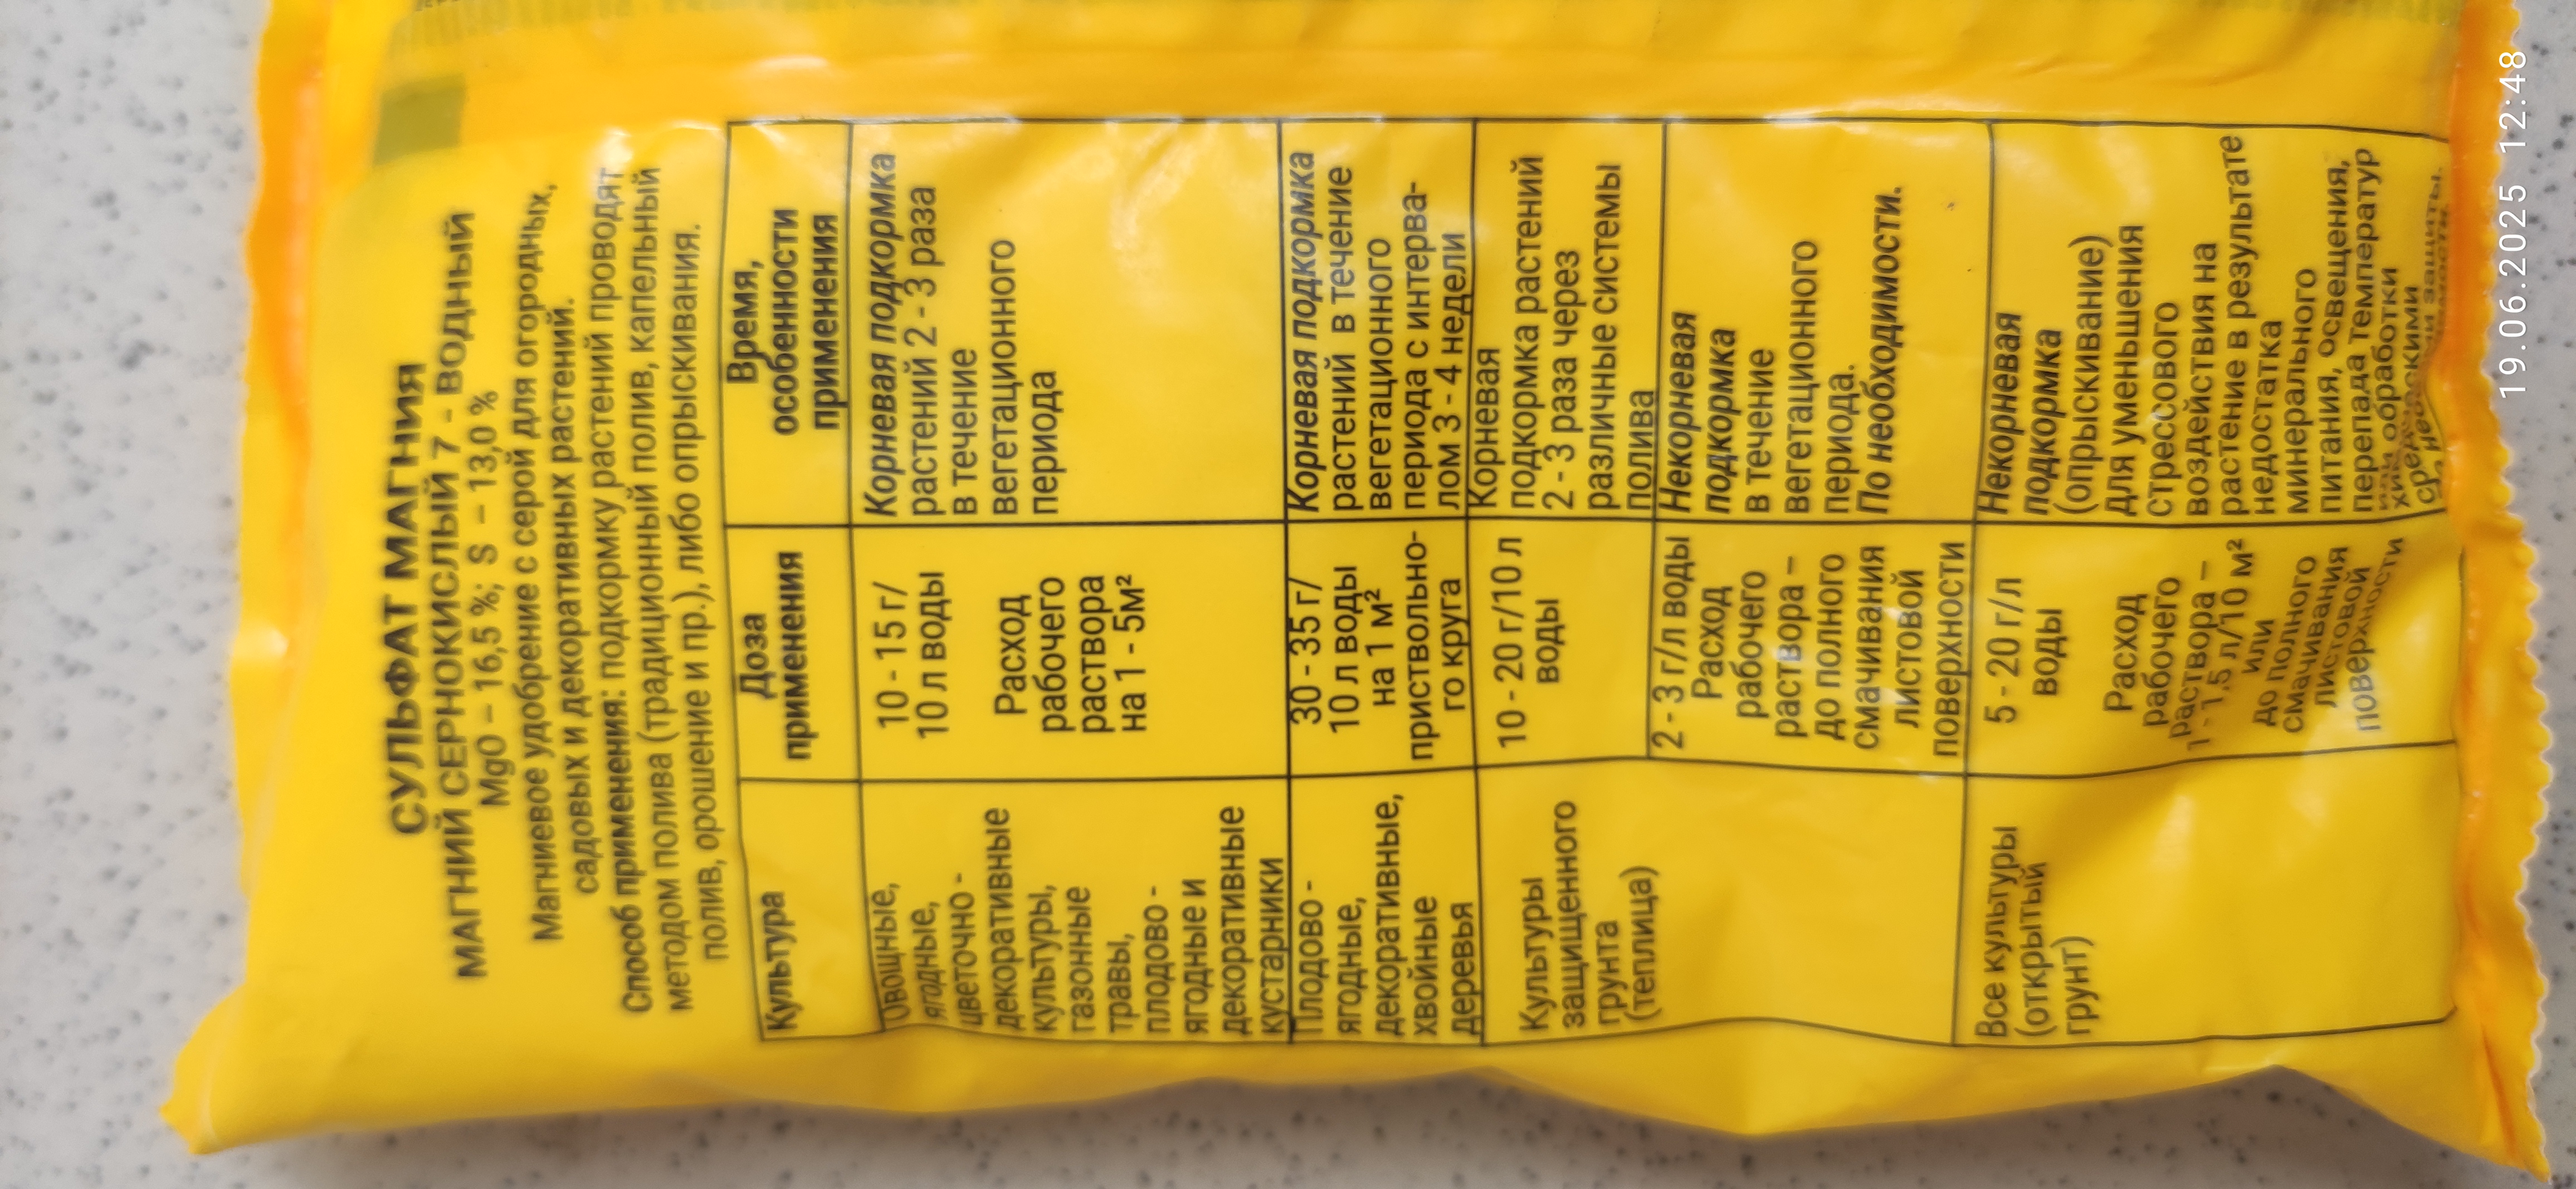 СУЛЬФАТ МАГНИЯ
МАГНИЙ СЕРНОКИСЛЫЙ 7 - ВОДНЫЙ
MgO – 16,5 %; S – 13,0 %
Магниевое удобрение с серой для огородных,
садовых и декоративных растений.
Способ применения: подкормку растений проводят
методом полива (традиционный полив, капельный
полив, орошение и пр.), либо опрыскивания.
Культура
Доза
применения
Время,
особенности
применения
Овощные,
ягодные,
цветочно -
декоративные
культуры,
газонные
травы,
плодово -
ягодные и
декоративные
кустарники
10 - 15 г/
10 л воды
Расход
рабочего
раствора
на 1 - 5м²
Корневая подкормка
растений 2 - 3 раза
в течение
вегетационного
периода
Плодово -
ягодные,
декоративные,
хвойные
деревья
30 - 35 г/
10 л воды
на 1 м²
приствольно-
го круга
Корневая подкормка
растений в течение
вегетационного
периода с интерва-
лом 3 - 4 недели
Культуры
защищенного
грунта
(теплица)
10 - 20 г/10 л
воды
Корневая
подкормка растений
2 - 3 раза через
различные системы
полива
2 - 3 г/л воды
Расход
рабочего
раствора –
до полного
смачивания
листовой
поверхности
Некорневая
подкормка
в течение
вегетационного
периода.
По необходимости.
Все культуры
(открытый
грунт)
5 - 20 г/л
воды
Расход
рабочего
раствора –
1 - 1,5 л/10 м²
или
до полного
смачивания
листовой
поверхности
Некорневая
подкормка
(опрыскивание)
для уменьшения
стрессового
воздействия на
растение в результате
недостатка
минерального
питания, освещения,
перепада температур
или обработки
защиты.
19.06.2025 12:48